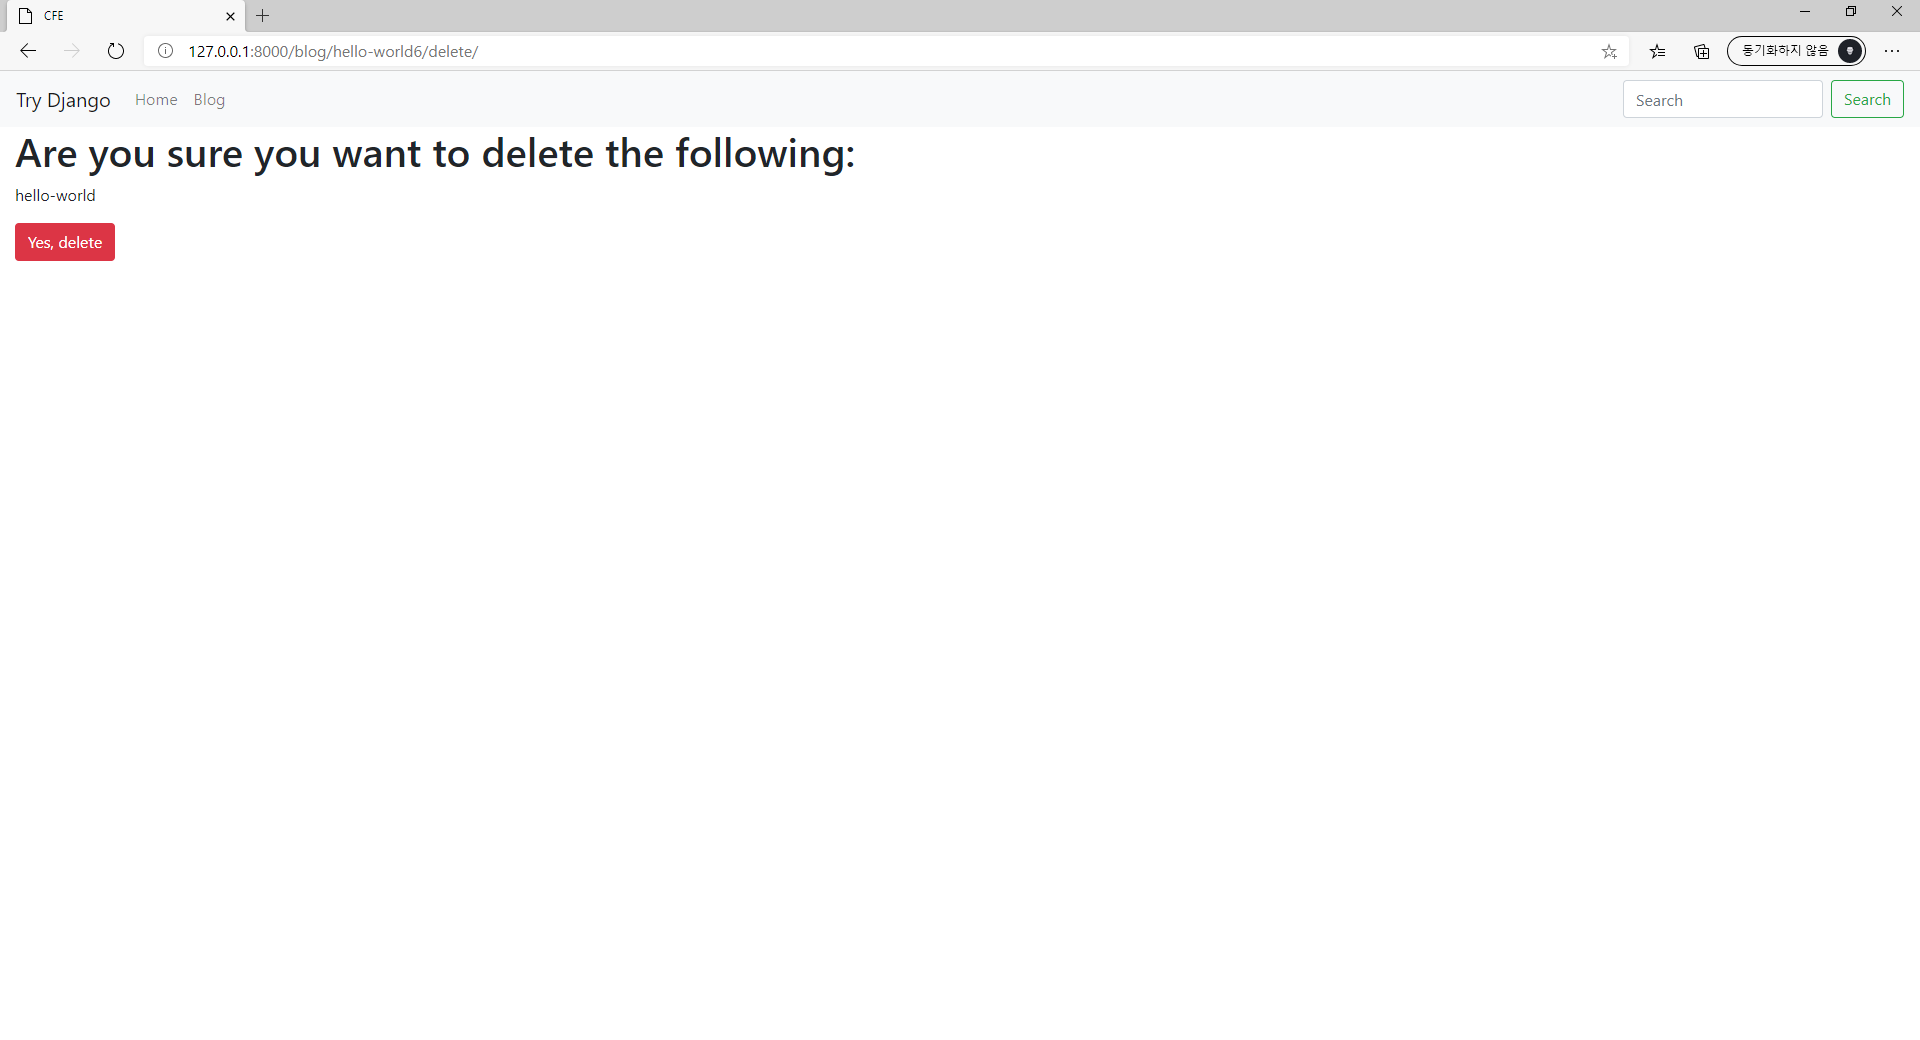 CFE
127.0.0.1:8000/blog/hello-world6/delete/
동기화하지 않음
Try Django Home Blog Search Search
Are you sure you want to delete the following:
hello-world
Yes, delete